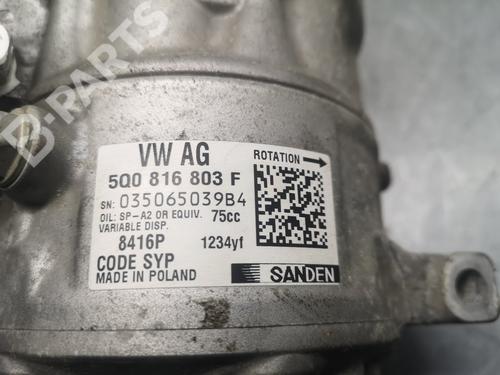 B-PARTS
VW AG
5Q0 816 803 F
SN: 035065039B4
OIL: SP-A2 OR EQUIV. 75cc
VARIABLE DISP.
8416P 1234yf
CODE SYP
MADE IN POLAND
ROTATION
SANDEN